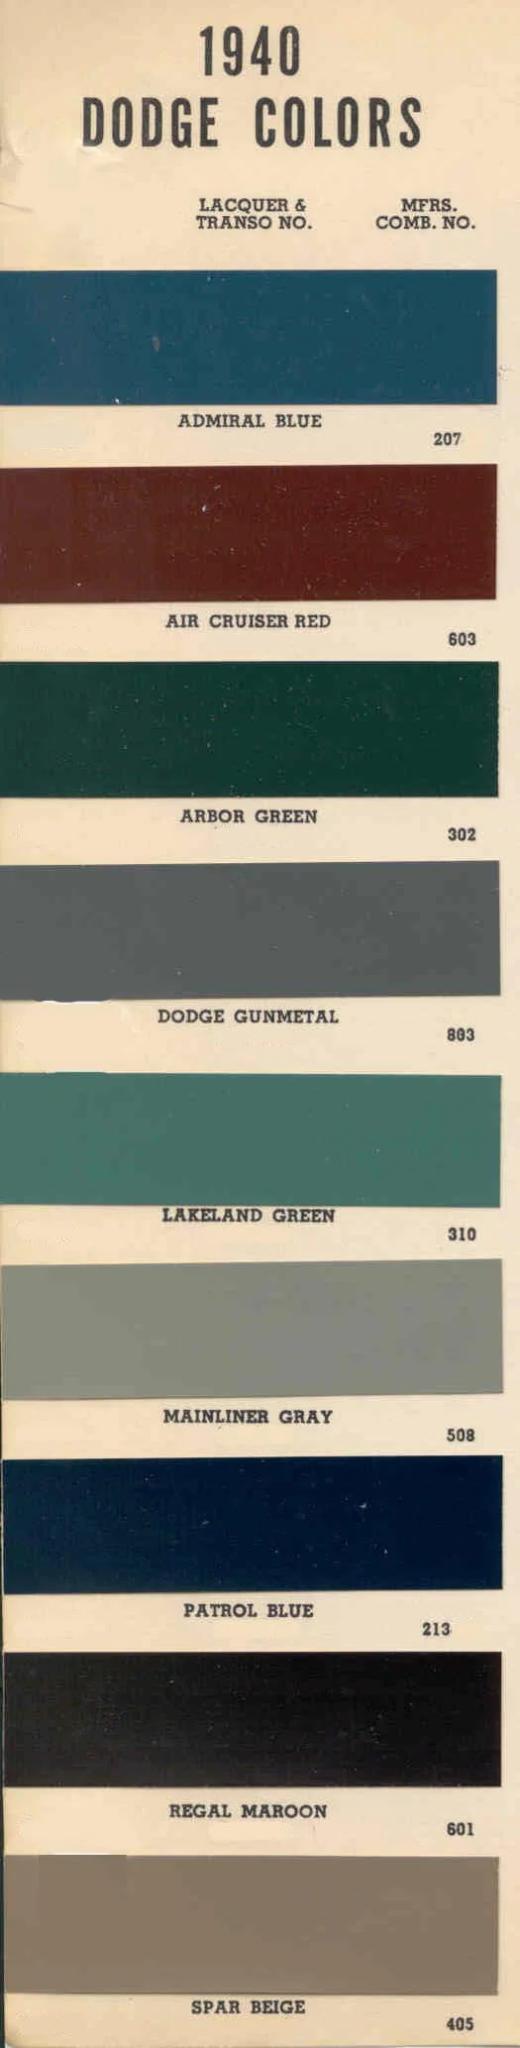 1940
DODGE COLORS
LACQUER & MFRS.
TRANSO NO. COMB. NO.
ADMIRAL BLUE
207
AIR CRUISER RED
603
ARBOR GREEN
302
DODGE GUNMETAL
803
LAKELAND GREEN
310
MAINLINER GRAY
508
PATROL BLUE
213
REGAL MAROON
601
SPAR BEIGE
405